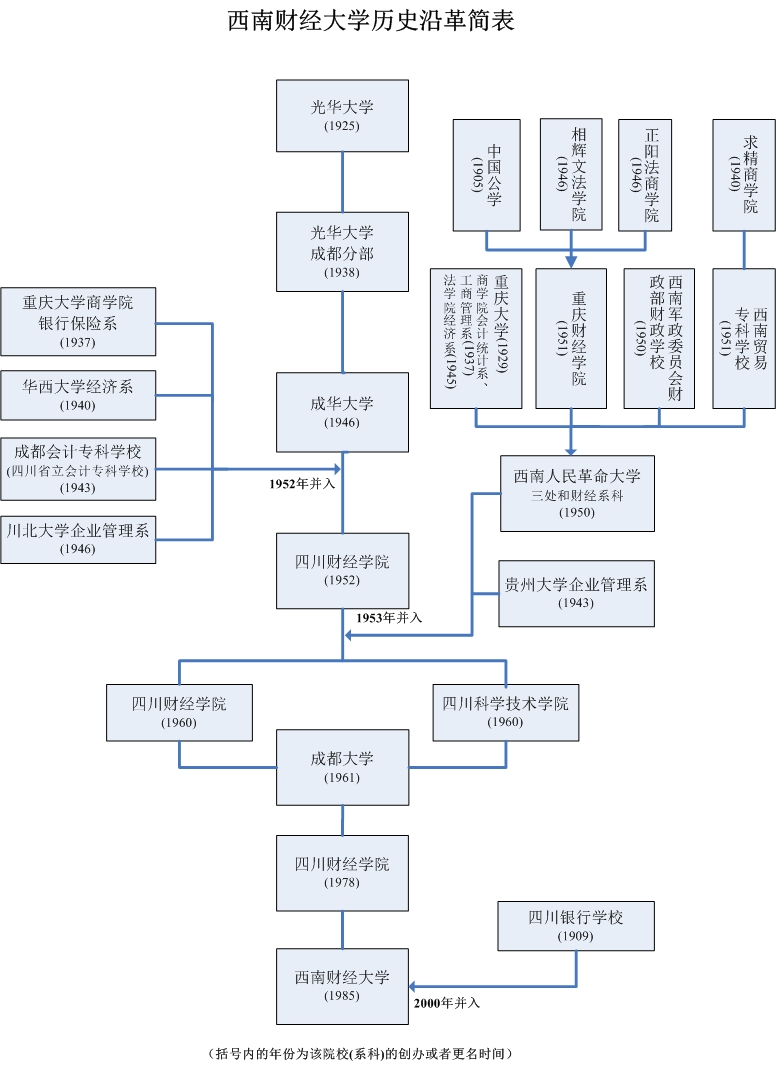 西南财经大学历史沿革简表
光华大学
(1925)
中国公学
(1905)
相辉文法学院
(1946)
正阳法商学院
(1946)
求精商学院
(1940)
光华大学
成都分部
(1938)
重庆大学(1929)
商学院会计统计系、
工商管理系(1937)
法学院经济系(1945)
重庆财经学院
(1951)
西南军政委员会财
政部财政学校
(1950)
西南贸易
专科学校
(1951)
重庆大学商学院
银行保险系
(1937)
华西大学经济系
(1940)
成都会计专科学校
(四川省立会计专科学校)
(1943)
川北大学企业管理系
(1946)
成华大学
(1946)
1952年并入
西南人民革命大学
三处和财经系科
(1950)
四川财经学院
(1952)
贵州大学企业管理系
(1943)
1953年并入
四川财经学院
(1960)
四川科学技术学院
(1960)
成都大学
(1961)
四川财经学院
(1978)
四川银行学校
(1909)
西南财经大学
(1985)
2000年并入
（括号内的年份为该院校(系科)的创办或者更名时间）